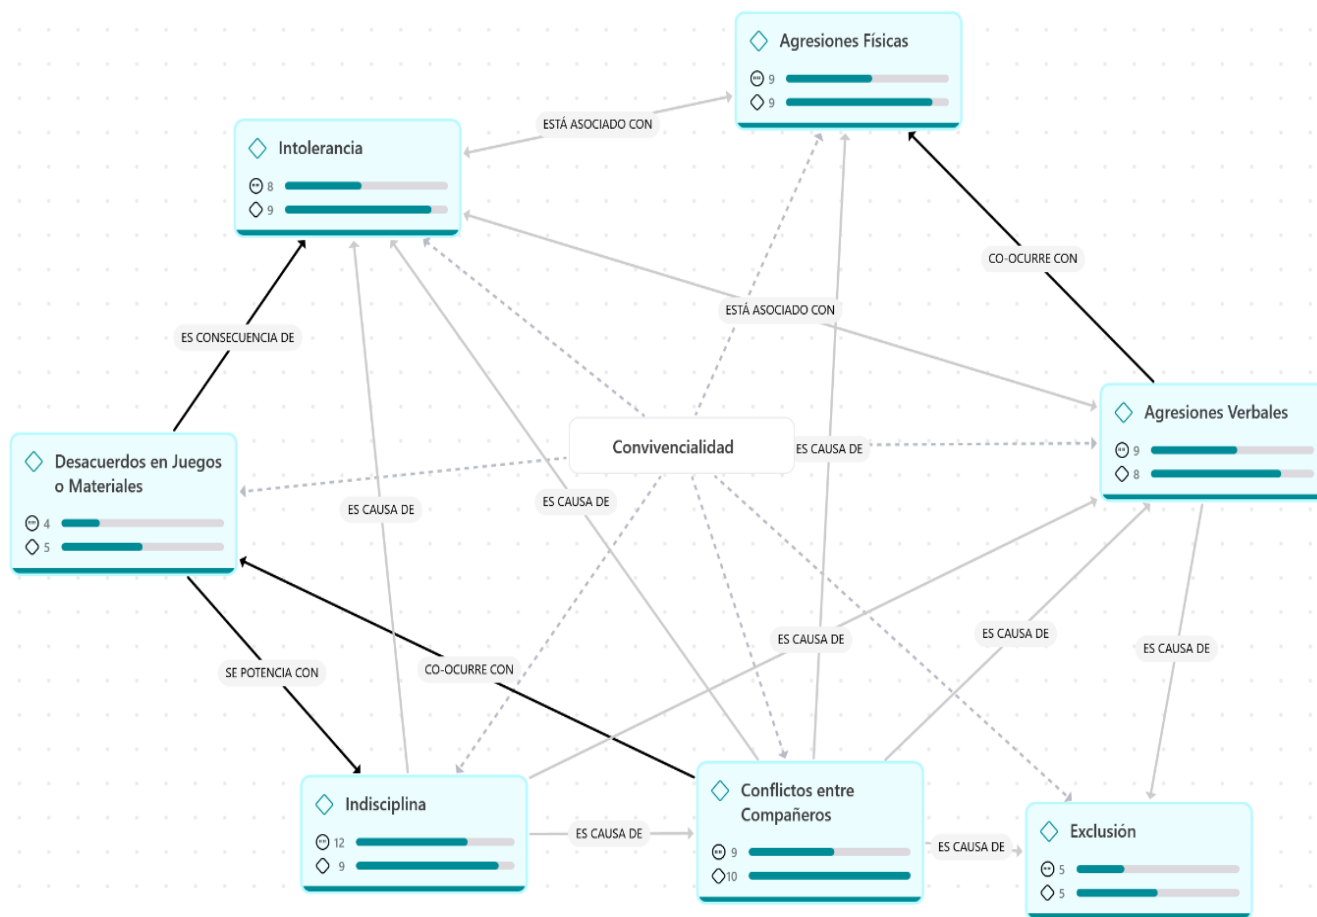 Agresiones Físicas
9
9
ESTÁ ASOCIADO CON
Intolerancia
8
9
CO-OCURRE CON
ESTÁ ASOCIADO CON
ES CONSECUENCIA DE
Agresiones Verbales
9
8
Convivencialidad
ES CAUSA DE
Desacuerdos en Juegos
o Materiales
4
5
ES CAUSA DE
ES CAUSA DE
ES CAUSA DE
ES CAUSA DE
ES CAUSA DE
SE POTENCIA CON
CO-OCURRE CON
Indisciplina
12
9
ES CAUSA DE
Conflictos entre
Compañeros
9
10
ES CAUSA DE
Exclusión
5
5